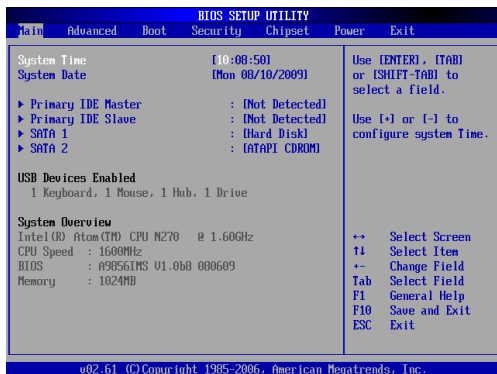 BIOS SETUP UTILITY
Main Advanced Boot Security Chipset Power Exit
System Time [10:08:50]
System Date [Mon 08/10/2009]
▶ Primary IDE Master : [Not Detected]
▶ Primary IDE Slave : [Not Detected]
▶ SATA 1 : [Hard Disk]
▶ SATA 2 : [ATAPI CDROM]
USB Devices Enabled
1 Keyboard, 1 Mouse, 1 Hub, 1 Drive
System Overview
Intel(R) Atom(TM) CPU N270 @ 1.60GHz
CPU Speed : 1600MHz
BIOS : A9856IMS V1.0b8 080609
Memory : 1024MB
Use [ENTER], [TAB]
or [SHIFT-TAB] to
select a field.
Use [+] or [-] to
configure system Time.
↔ Select Screen
↑↓ Select Item
+- Change Field
Tab Select Field
F1 General Help
F10 Save and Exit
ESC Exit
v02.61 (C)Copyright 1985-2006, American Megatrends, Inc.